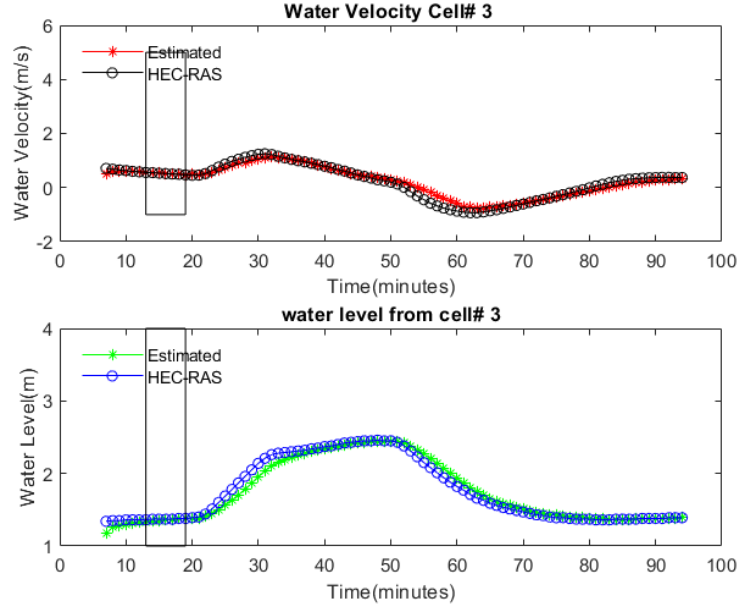 Water Velocity Cell# 3
Water Velocity(m/s)
6
4
2
0
-2
Estimated
HEC-RAS
0 10 20 30 40 50 60 70 80 90 100
Time(minutes)
water level from cell# 3
Water Level(m)
4
3
2
1
Estimated
HEC-RAS
0 10 20 30 40 50 60 70 80 90 100
Time(minutes)